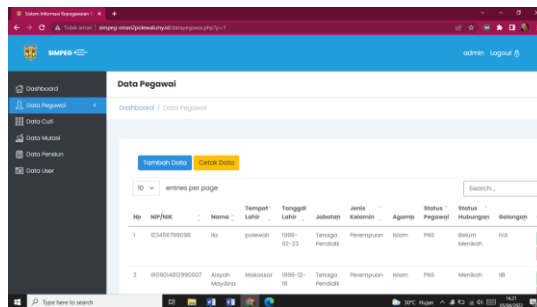 Sistem Informasi Kepegawaian
Tidak aman | simpeg-sman2polewali.my.id/datapegawai.php?p=1
SIMPEG
admin Logout
Dashboard
Data Pegawai
Data Cuti
Data Mutasi
Data Pensiun
Data User
Data Pegawai
Dashboard / Data Pegawai
Tambah Data Cetak Data
10 entries per page Search...
No NIP/NIK Nama Tempat Lahir Tanggal Lahir Jabatan Jenis Kelamin Agama Status Pegawai Status Hubungan Golongan
1 123456789098 Ila polewali 1999-02-23 Tenaga Pendidik Perempuan Islam PNS Belum Menikah IVA
2 Aisyah Maydina Makassar 1999-12-18 Tenaga Pendidik Perempuan Islam PNS Menikah IIB
Type here to search
30°C Hujan
14.21